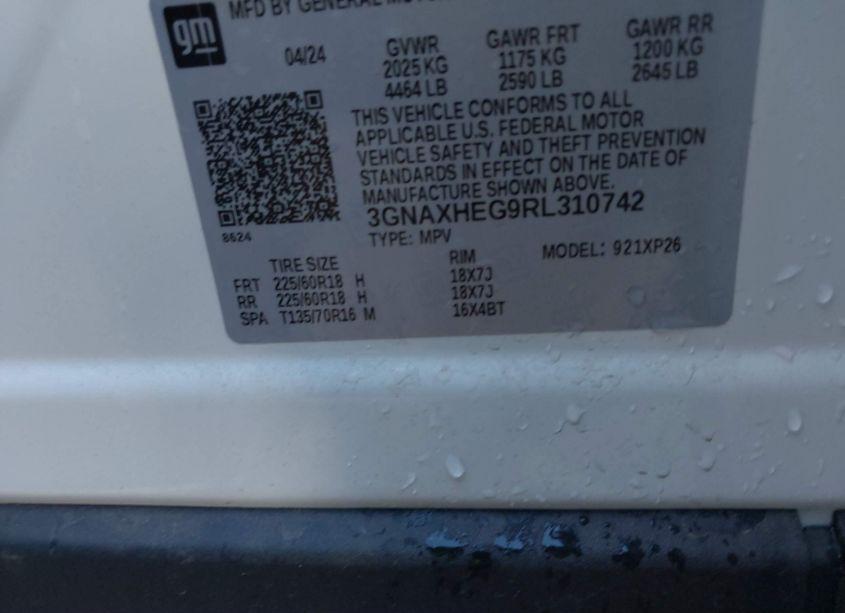 gm
MFD BY GENERAL
04/24 GVWR GAWR FRT GAWR RR
2025 KG 1175 KG 1200 KG
4464 LB 2590 LB 2645 LB
THIS VEHICLE CONFORMS TO ALL
APPLICABLE U.S. FEDERAL MOTOR
VEHICLE SAFETY AND THEFT PREVENTION
STANDARDS IN EFFECT ON THE DATE OF
MANUFACTURE SHOWN ABOVE.
3GNAXHEG9RL310742
8624
TYPE: MPV MODEL: 921XP26
TIRE SIZE RIM
FRT 225/60R18 H 18X7J
RR 225/60R18 H 18X7J
SPA T135/70R16 M 16X4BT